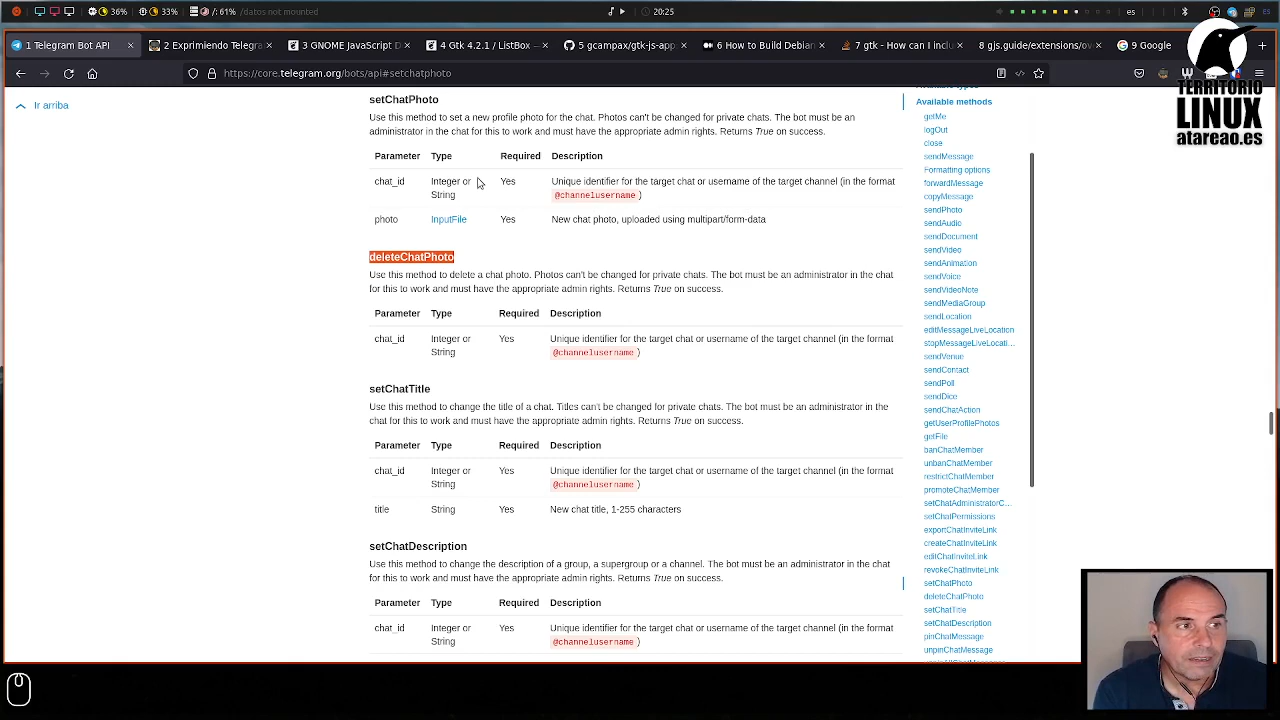 36% 33% /: 61% /datos not mounted 20:25 es ES
1 Telegram Bot API 2 Exprimiendo Telegra 3 GNOME JavaScript D 4 Gtk 4.2.1 / ListBox 5 gcampax/gtk-js-app 6 How to Build Debian 7 gtk - How can I inclu 8 gjs.guide/extensions/ov 9 Google
https://core.telegram.org/bots/api#setchatphoto
Ir arriba
setChatPhoto
Use this method to set a new profile photo for the chat. Photos can't be changed for private chats. The bot must be an
administrator in the chat for this to work and must have the appropriate admin rights. Returns True on success.
Parameter Type Required Description
chat_id Integer or Yes Unique identifier for the target chat or username of the target channel (in the format
String @channelusername )
photo InputFile Yes New chat photo, uploaded using multipart/form-data
deleteChatPhoto
Use this method to delete a chat photo. Photos can't be changed for private chats. The bot must be an administrator in the chat
for this to work and must have the appropriate admin rights. Returns True on success.
Parameter Type Required Description
chat_id Integer or Yes Unique identifier for the target chat or username of the target channel (in the format
String @channelusername )
setChatTitle
Use this method to change the title of a chat. Titles can't be changed for private chats. The bot must be an administrator in the
chat for this to work and must have the appropriate admin rights. Returns True on success.
Parameter Type Required Description
chat_id Integer or Yes Unique identifier for the target chat or username of the target channel (in the format
String @channelusername )
title String Yes New chat title, 1-255 characters
setChatDescription
Use this method to change the description of a group, a supergroup or a channel. The bot must be an administrator in the chat
for this to work and must have the appropriate admin rights. Returns True on success.
Parameter Type Required Description
chat_id Integer or Yes Unique identifier for the target chat or username of the target channel (in the format
String @channelusername )
Available types
Available methods
getMe
logOut
close
sendMessage
Formatting options
forwardMessage
copyMessage
sendPhoto
sendAudio
sendDocument
sendVideo
sendAnimation
sendVoice
sendVideoNote
sendMediaGroup
sendLocation
editMessageLiveLocation
stopMessageLiveLocati...
sendVenue
sendContact
sendPoll
sendDice
sendChatAction
getUserProfilePhotos
getFile
banChatMember
unbanChatMember
restrictChatMember
promoteChatMember
setChatAdministratorC...
setChatPermissions
exportChatInviteLink
createChatInviteLink
editChatInviteLink
revokeChatInviteLink
setChatPhoto
deleteChatPhoto
setChatTitle
setChatDescription
pinChatMessage
unpinChatMessage
unpinAllChatMessages
TERRITORIO
LINUX
atareao.es